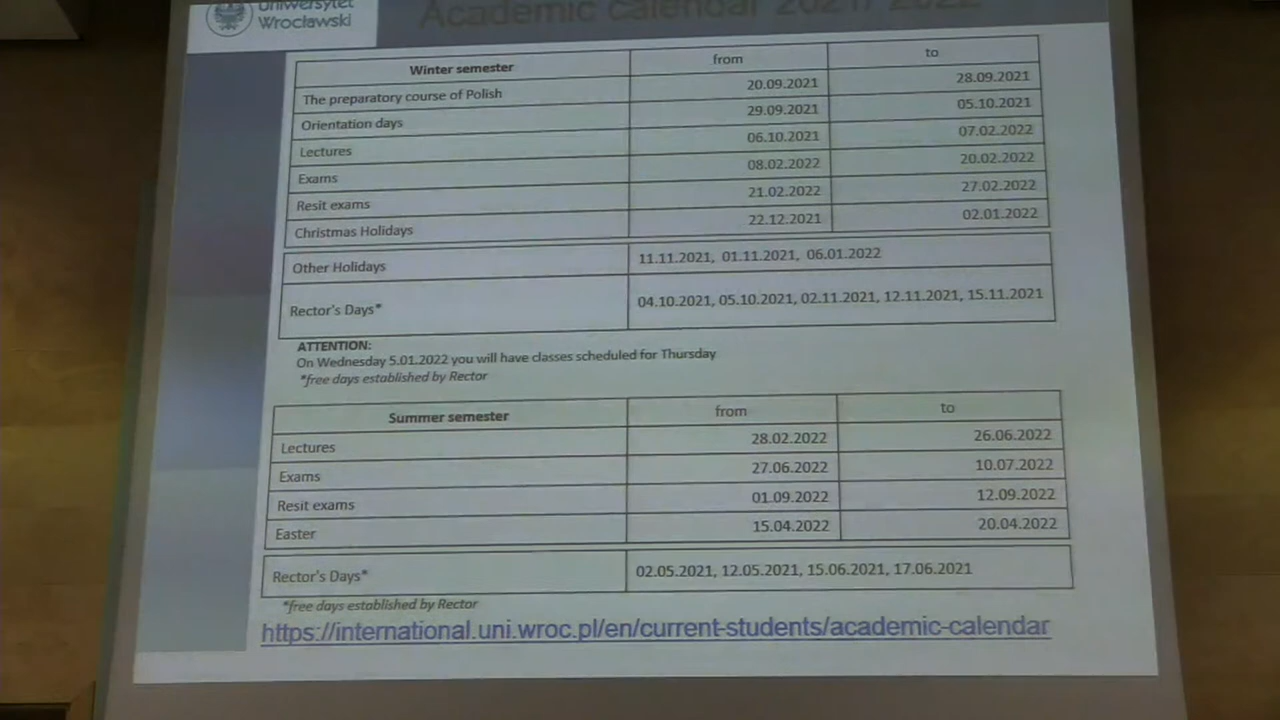 Uniwersytet
Wrocławski
Academic calendar 2021/ 2022
Winter semester from to
The preparatory course of Polish 20.09.2021 28.09.2021
Orientation days 29.09.2021 05.10.2021
Lectures 06.10.2021 07.02.2022
Exams 08.02.2022 20.02.2022
Resit exams 21.02.2022 27.02.2022
Christmas Holidays 22.12.2021 02.01.2022
Other Holidays 11.11.2021, 01.11.2021, 06.01.2022
Rector's Days* 04.10.2021, 05.10.2021, 02.11.2021, 12.11.2021, 15.11.2021
ATTENTION:
On Wednesday 5.01.2022 you will have classes scheduled for Thursday
*free days established by Rector
Summer semester from to
Lectures 28.02.2022 26.06.2022
Exams 27.06.2022 10.07.2022
Resit exams 01.09.2022 12.09.2022
Easter 15.04.2022 20.04.2022
Rector's Days* 02.05.2021, 12.05.2021, 15.06.2021, 17.06.2021
*free days established by Rector
https://international.uni.wroc.pl/en/current-students/academic-calendar